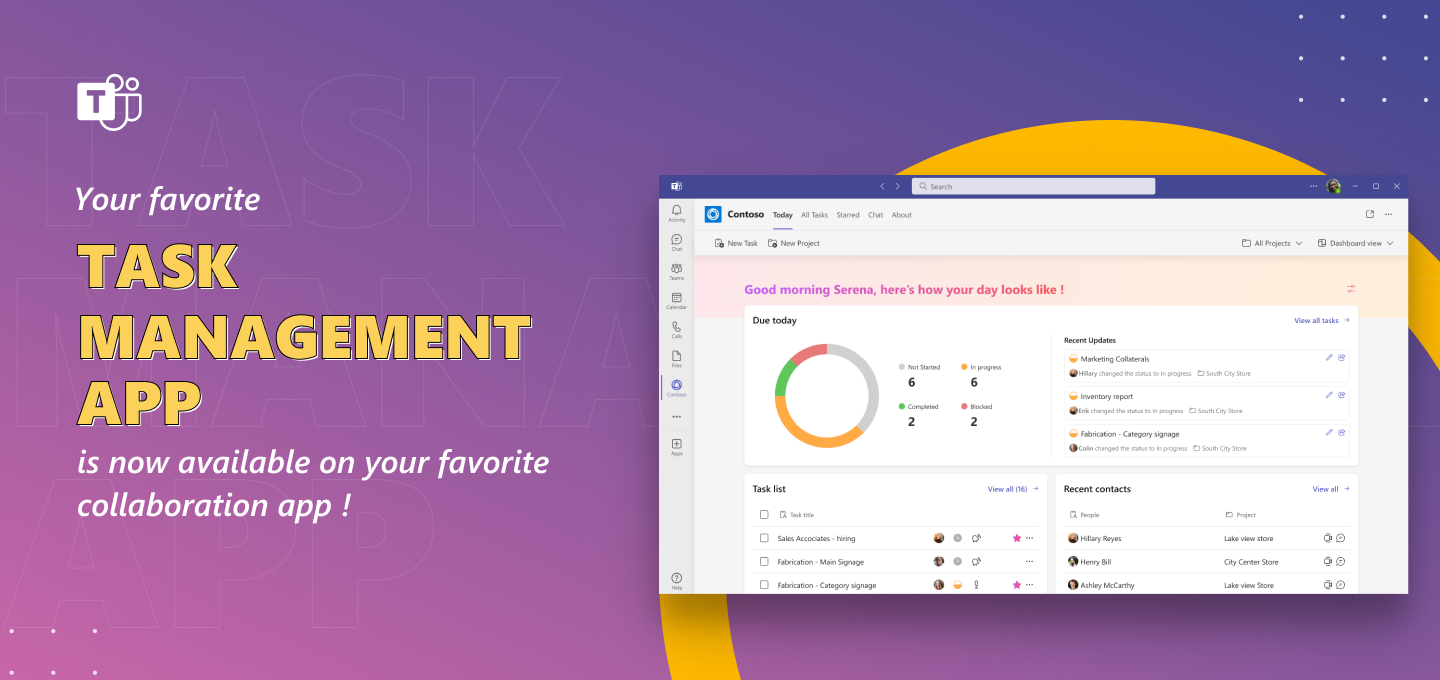 TASK
MANA
APP
T
Your favorite
TASK
MANAGEMENT
APP
is now available on your favorite
collaboration app !
Search
Activity
Chat
Teams
Calendar
Calls
Files
Contoso
Apps
Help
Contoso Today All Tasks Starred Chat About
New Task New Project All Projects Dashboard view
Good morning Serena, here's how your day looks like !
Due today View all tasks
Not Started In progress
6 6
Completed Blocked
2 2
Recent Updates
Marketing Collaterals
Hillary changed the status to In progress South City Store
Inventory report
Erik changed the status to In progress South City Store
Fabrication - Category signage
Colin changed the status to In progress South City Store
Task list View all (16)
Task title
Sales Accociates - hiring
Fabrication - Main Signage
Fabrication - Category signage
Recent contacts View all
People Project
Hillary Reyes Lake view store
Henry Bill City Center Store
Ashley McCarthy Lake view Store